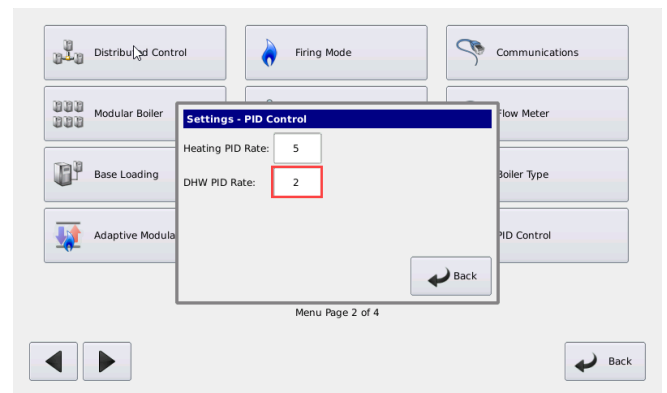 Distributed Control
Firing Mode
Communications
Modular Boiler
Flow Meter
Settings - PID Control
Heating PID Rate: 5
Base Loading
Boiler Type
DHW PID Rate: 2
Adaptive Modula
PID Control
Back
Menu Page 2 of 4
Back